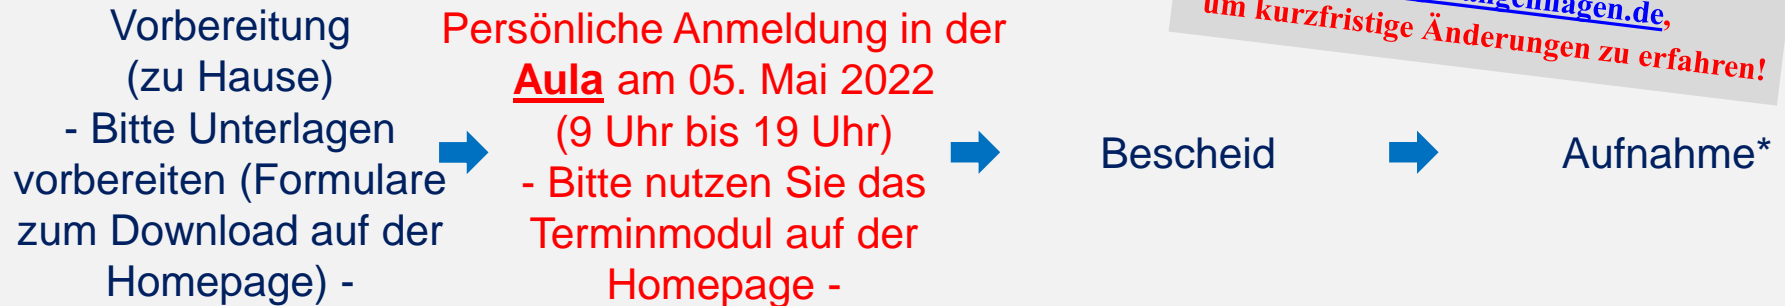 Vorbereitung
(zu Hause)
- Bitte Unterlagen
vorbereiten (Formulare
zum Download auf der
Homepage) -
Persönliche Anmeldung in der
Aula am 05. Mai 2022
(9 Uhr bis 19 Uhr)
- Bitte nutzen Sie das
Terminmodul auf der
Homepage -
um kurzfristige Änderungen zu erfahren!
Bescheid
Aufnahme*